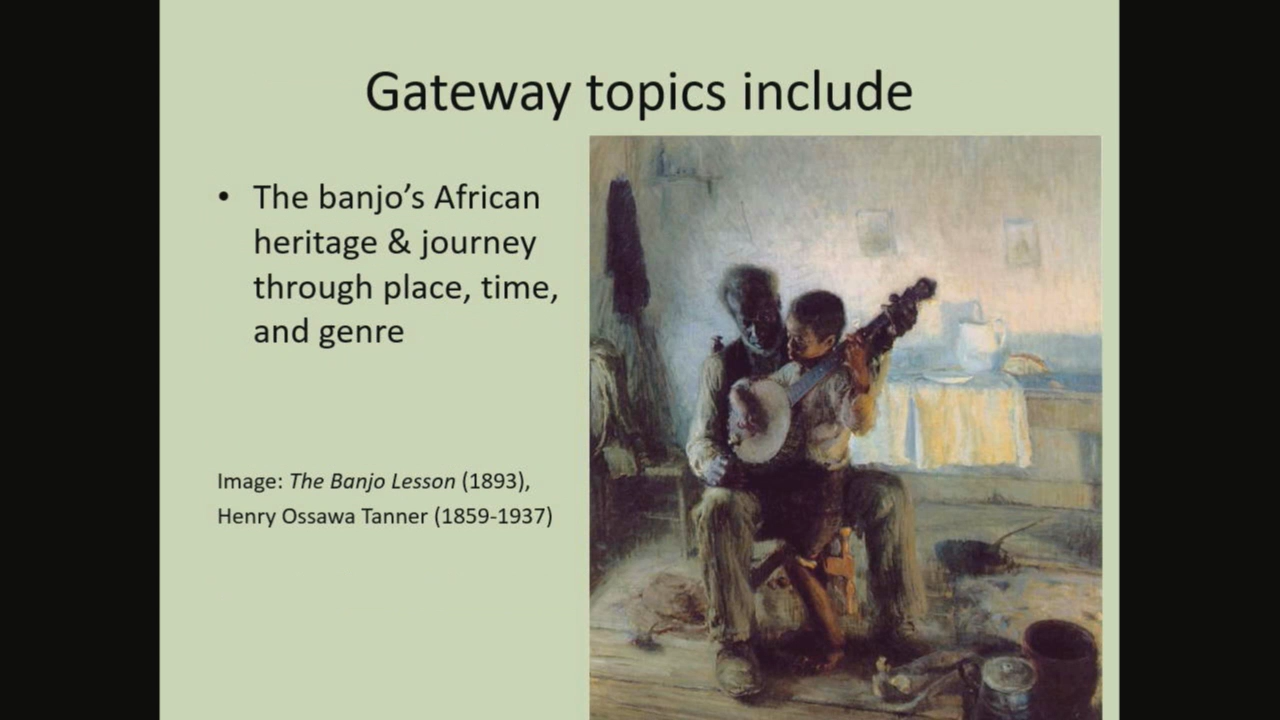 Gateway topics include
• The banjo’s African
heritage & journey
through place, time,
and genre
Image: The Banjo Lesson (1893),
Henry Ossawa Tanner (1859-1937)